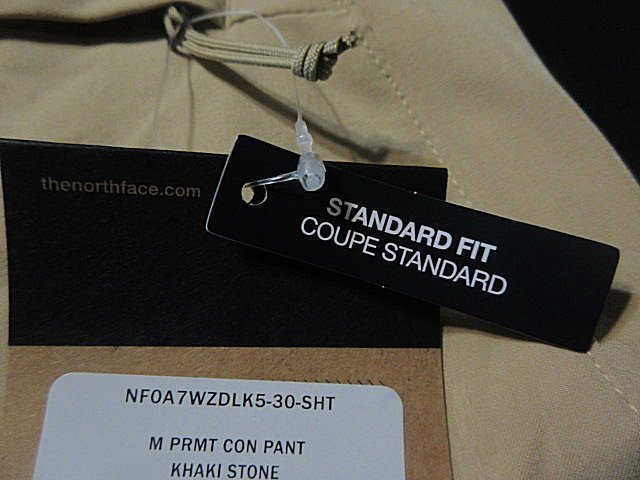 thenorthface.com
STANDARD FIT
COUPE STANDARD
NF0A7WZDLK5-30-SHT
M PRMT CON PANT
KHAKI STONE